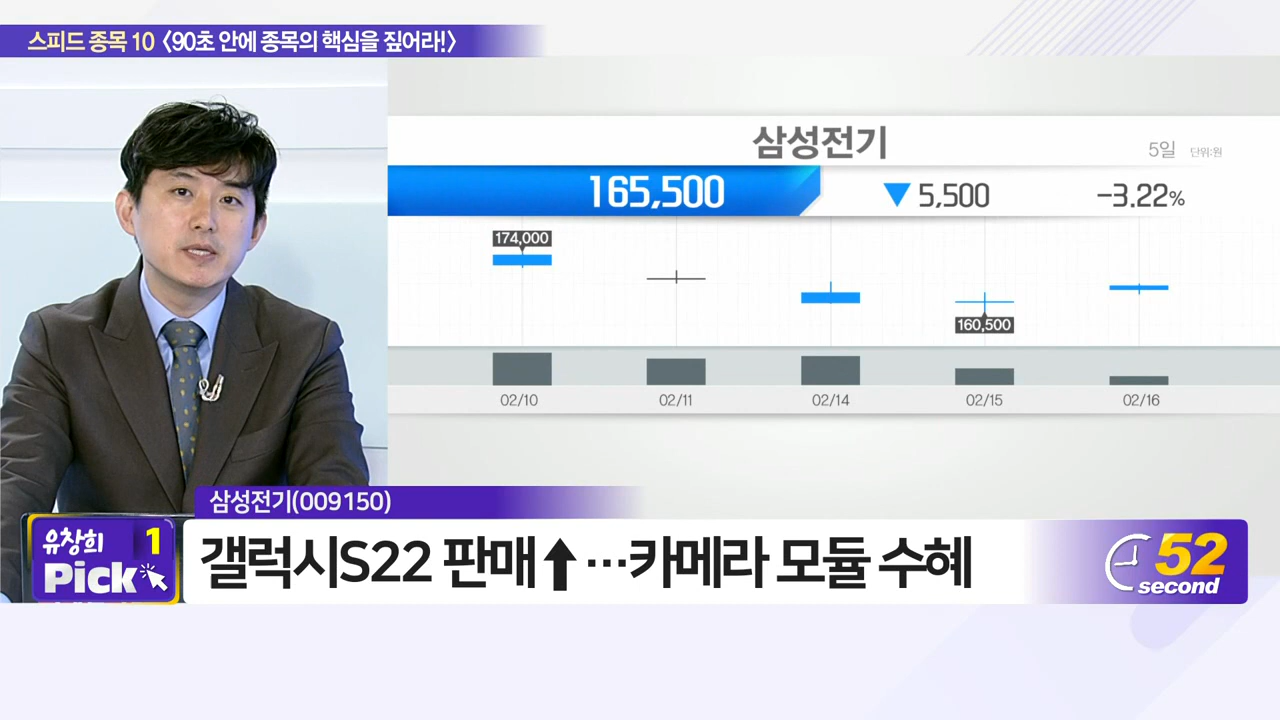 스피드 종목 10 〈90초 안에 종목의 핵심을 짚어라!〉
삼성전기
5일 단위:원
165,500 ▼ 5,500 -3.22%
174,000
160,500
02/10 02/11 02/14 02/15 02/16
삼성전기(009150)
유창희 1
Pick
갤럭시S22 판매⬆…카메라 모듈 수혜
52
second